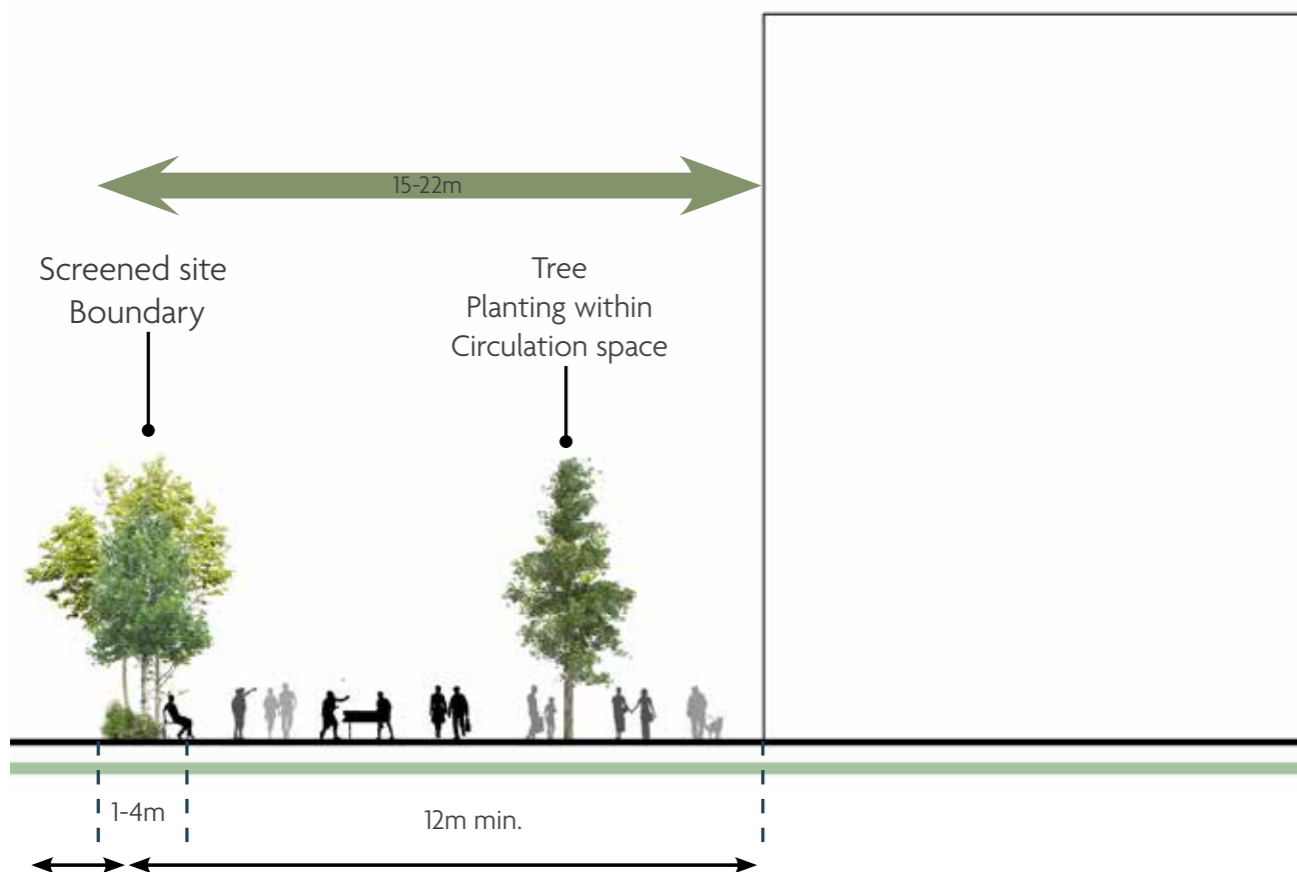 15-22m
Screened site
Boundary
Tree
Planting within
Circulation space
1-4m
12m min.